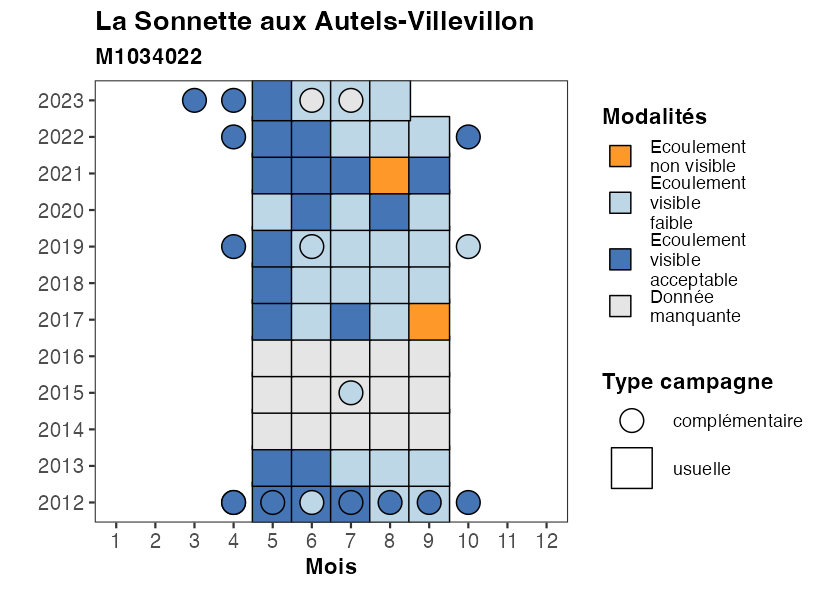 La Sonnette aux Autels-Villevillon
M1034022
2023
2022
2021
2020
2019
2018
2017
2016
2015
2014
2013
2012
1 2 3 4 5 6 7 8 9 10 11 12
Mois
Modalités
Ecoulement
non visible
Ecoulement
visible
faible
Ecoulement
visible
acceptable
Donnée
manquante
Type campagne
complémentaire
usuelle